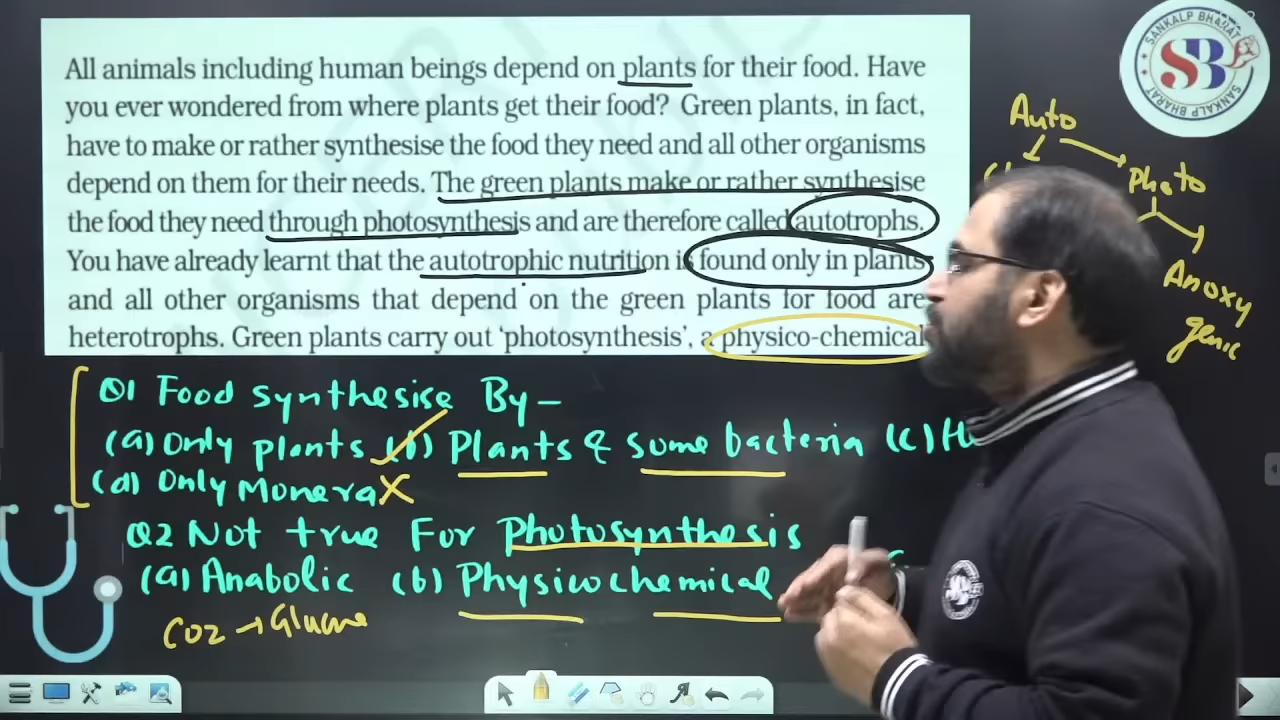 All animals including human beings depend on plants for their food. Have
you ever wondered from where plants get their food? Green plants, in fact,
have to make or rather synthesise the food they need and all other organisms
depend on them for their needs. The green plants make or rather synthesise
the food they need through photosynthesis and are therefore called autotrophs.
You have already learnt that the autotrophic nutrition is found only in plants
and all other organisms that depend on the green plants for food are
heterotrophs. Green plants carry out ‘photosynthesis’, a physico-chemical
SANKALP BHARAT
SB
SANKALP BHARAT
Auto
Photo
Anoxy
genic
Q1 Food synthesise By –
(a) Only plants (b) Plants & some bacteria (c)
(d) Only Monera X
Q2 Not true For Photosynthesis
(a) Anabolic (b) Physicochemical
CO2 →